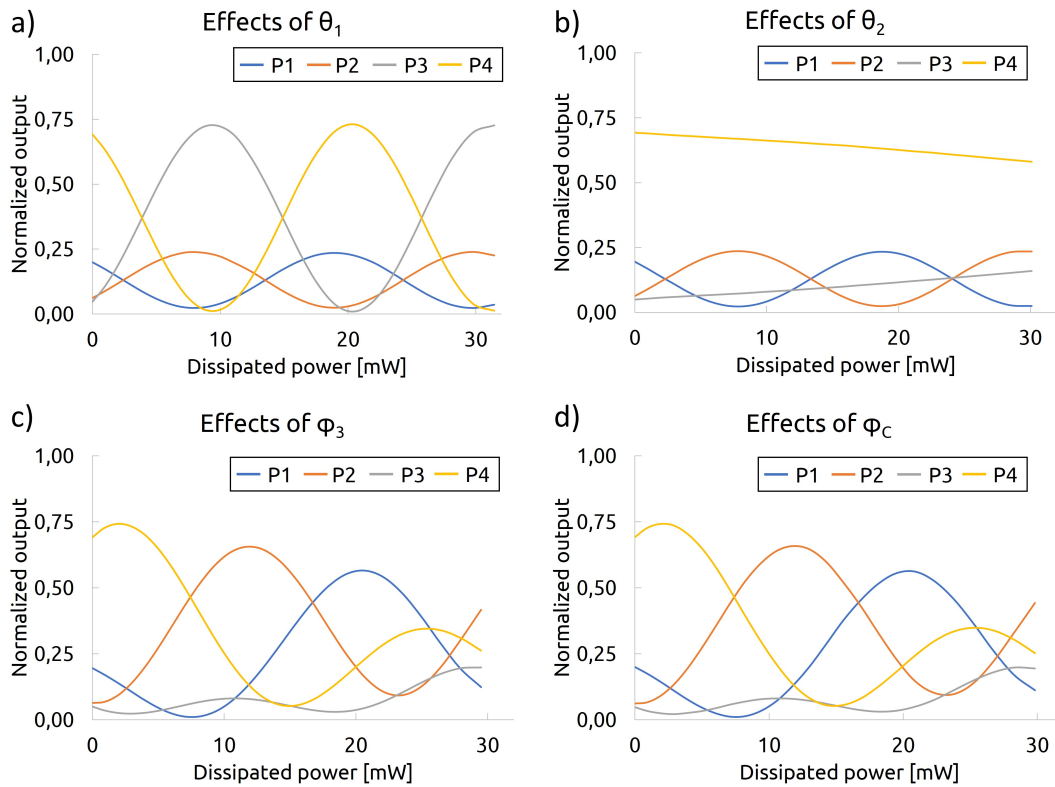 a)
Effects of θ1
P1 P2 P3 P4
1,00
0,75
0,50
0,25
0,00
Normalized output
0 10 20 30
Dissipated power [mW]
b)
Effects of θ2
P1 P2 P3 P4
1,00
0,75
0,50
0,25
0,00
Normalized output
0 10 20 30
Dissipated power [mW]
c)
Effects of φ3
P1 P2 P3 P4
1,00
0,75
0,50
0,25
0,00
Normalized output
0 10 20 30
Dissipated power [mW]
d)
Effects of φC
P1 P2 P3 P4
1,00
0,75
0,50
0,25
0,00
Normalized output
0 10 20 30
Dissipated power [mW]